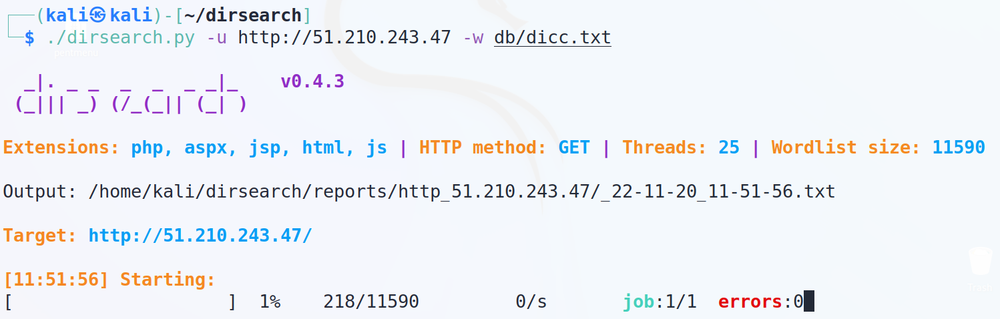 (kali㉿kali)-[~/dirsearch]
$ ./dirsearch.py -u http://51.210.243.47 -w db/dicc.txt
pentmenu
_|. _ _  _  _  _ _|_    v0.4.3
(_||| _) (/_(_|| (_| )
Extensions: php, aspx, jsp, html, js | HTTP method: GET | Threads: 25 | Wordlist size: 11590
Output: /home/kali/dirsearch/reports/http_51.210.243.47/_22-11-20_11-51-56.txt
Target: http://51.210.243.47/
[11:51:56] Starting:
[                    ]  1%    218/11590         0/s       job:1/1  errors:0
Trash